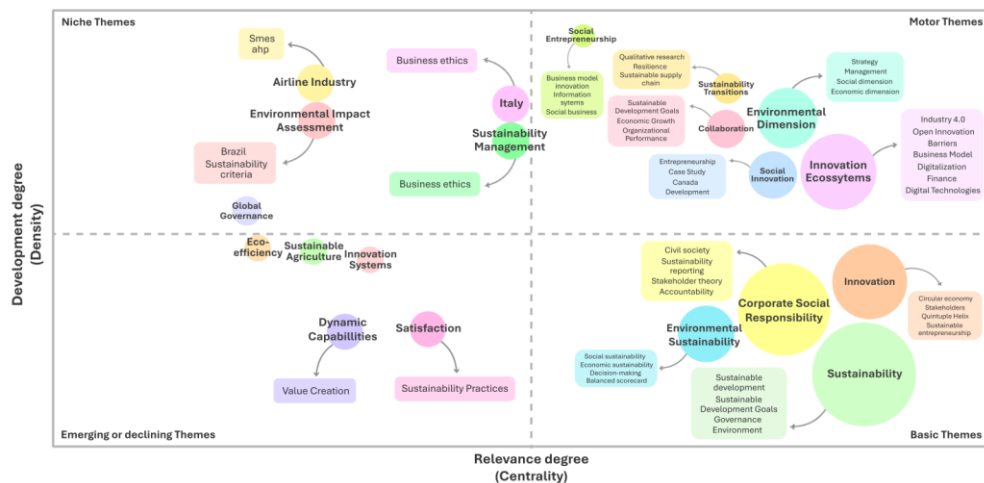 Niche Themes
Motor Themes
Smes
ahp
Airline Industry
Environmental Impact
Assessment
Brazil
Sustainability
criteria
Global
Governance
Business ethics
Italy
Sustainability
Management
Business ethics
Social
Entrepreneurship
Business model
innovation
Information
sytems
Social business
Qualitative research
Resilience
Sustainable supply
chain
Sustainability
Transitions
Sustainable
Development Goals
Economic Growth
Organizational
Performance
Collaboration
Environmental
Dimension
Strategy
Management
Social dimension
Economic dimension
Entrepreneurship
Case Study
Canada
Development
Social
Innovation
Innovation
Ecossytems
Industry 4.0
Open Innovation
Barriers
Business Model
Digitalization
Finance
Digital Technologies
Eco-
efficiency
Sustainable
Agriculture
Innovation
Systems
Dynamic
Capabillities
Value Creation
Satisfaction
Sustainability Practices
Civil society
Sustainability
reporting
Stakeholder theory
Accountability
Corporate Social
Responsibility
Innovation
Circular economy
Stakeholders
Quintuple Helix
Sustainable
entrepreneurship
Environmental
Sustainability
Social sustainability
Economic sustainability
Decision-making
Balanced scorecard
Sustainable
development
Sustainable
Development Goals
Governance
Environment
Sustainability
Emerging or declining Themes
Basic Themes
Development degree
(Density)
Relevance degree
(Centrality)